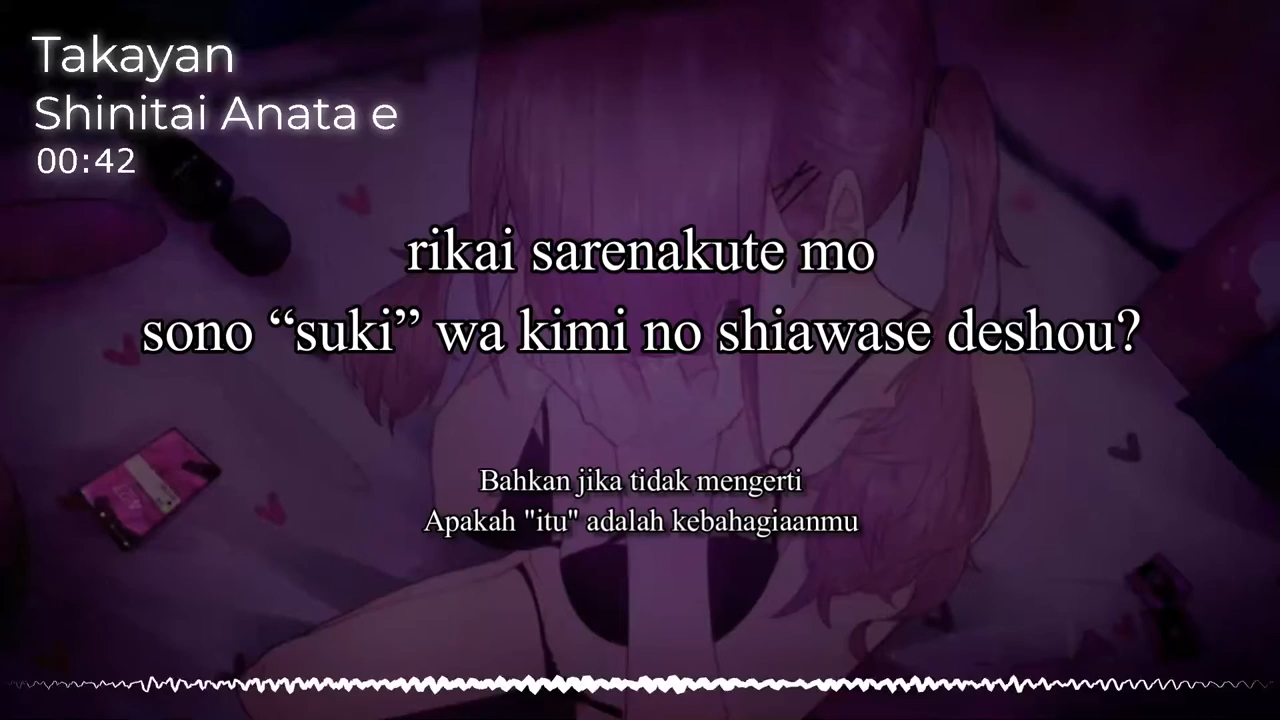 Takayan
Shinitai Anata e
00:42
rikai sarenakute mo
sono “suki” wa kimi no shiawase deshou?
Bahkan jika tidak mengerti
Apakah "itu" adalah kebahagiaanmu